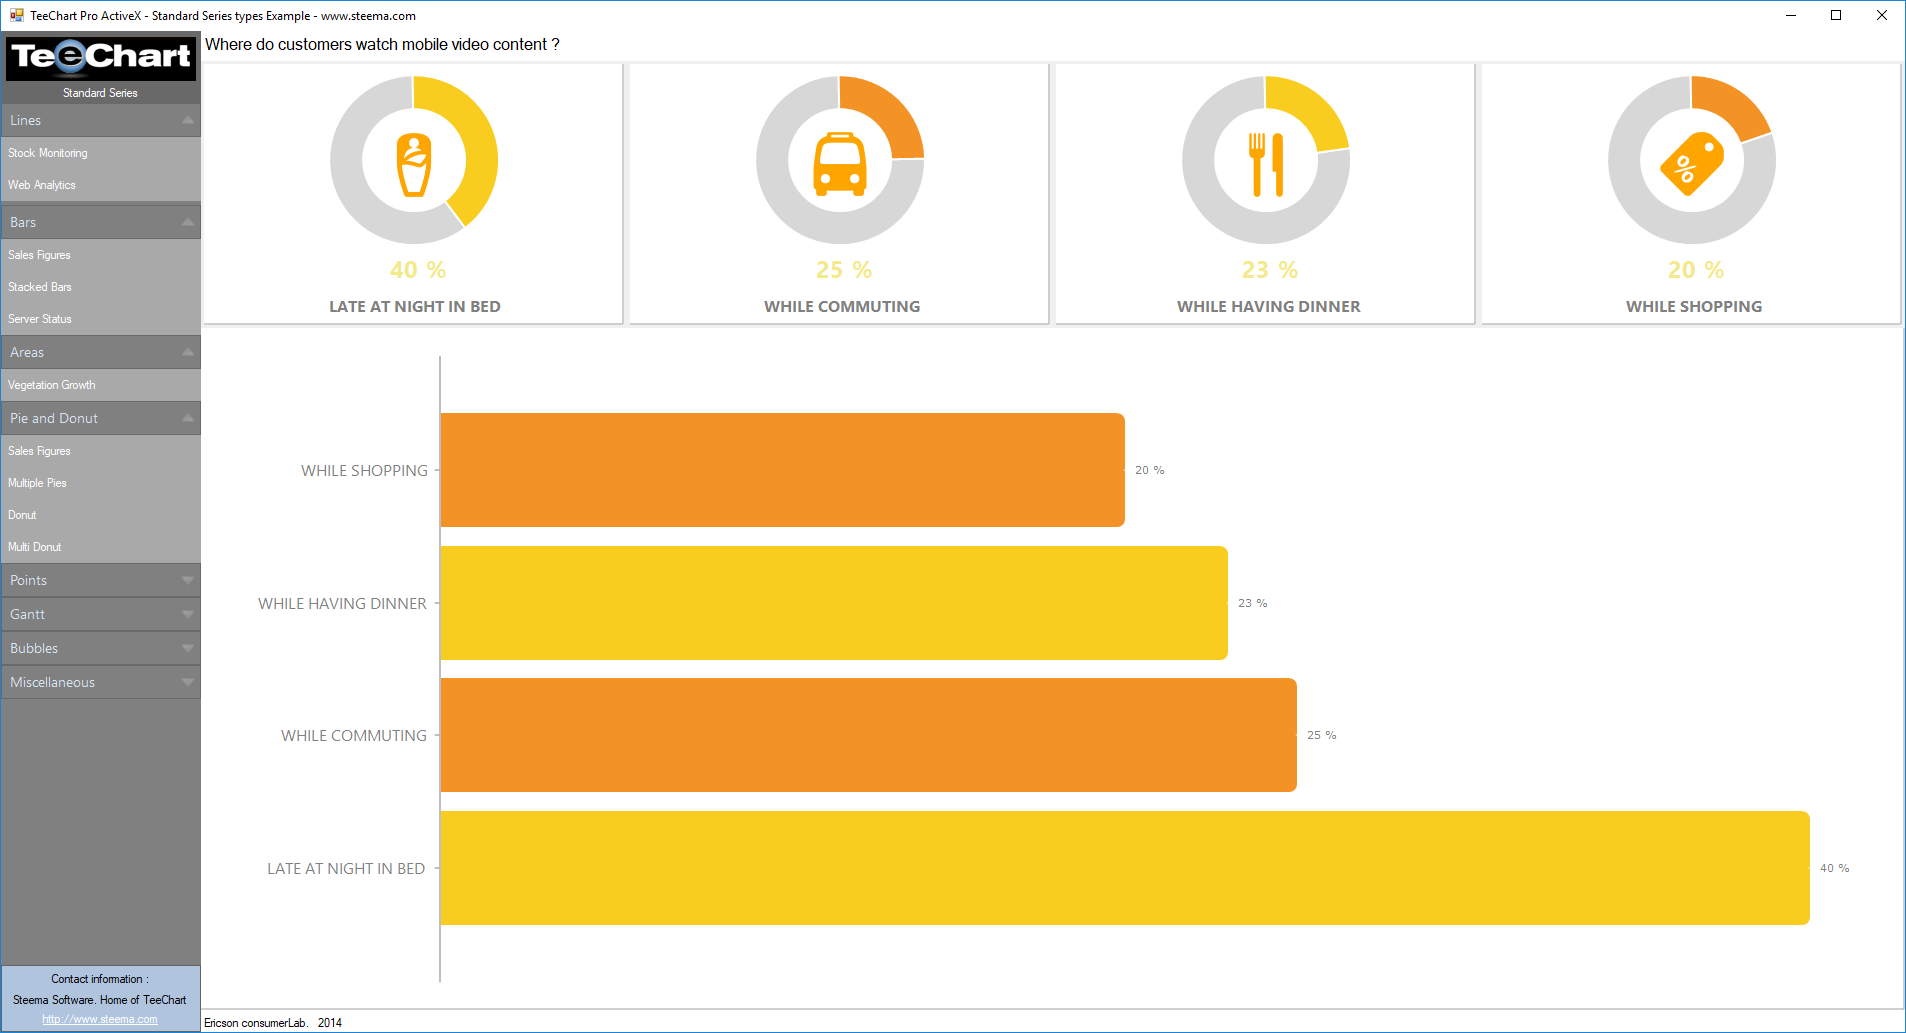 TeeChart Pro ActiveX - Standard Series types Example - www.steema.com
TeeChart
Standard Series
Lines
Stock Monitoring
Web Analytics
Bars
Sales Figures
Stacked Bars
Server Status
Areas
Vegetation Growth
Pie and Donut
Sales Figures
Multiple Pies
Donut
Multi Donut
Points
Gantt
Bubbles
Miscellaneous
Contact information :
Steema Software. Home of TeeChart
http://www.steema.com
Where do customers watch mobile video content ?
40 %
LATE AT NIGHT IN BED
25 %
WHILE COMMUTING
23 %
WHILE HAVING DINNER
%
20 %
WHILE SHOPPING
WHILE SHOPPING 20 %
WHILE HAVING DINNER 23 %
WHILE COMMUTING 25 %
LATE AT NIGHT IN BED 40 %
Ericson consumerLab. 2014